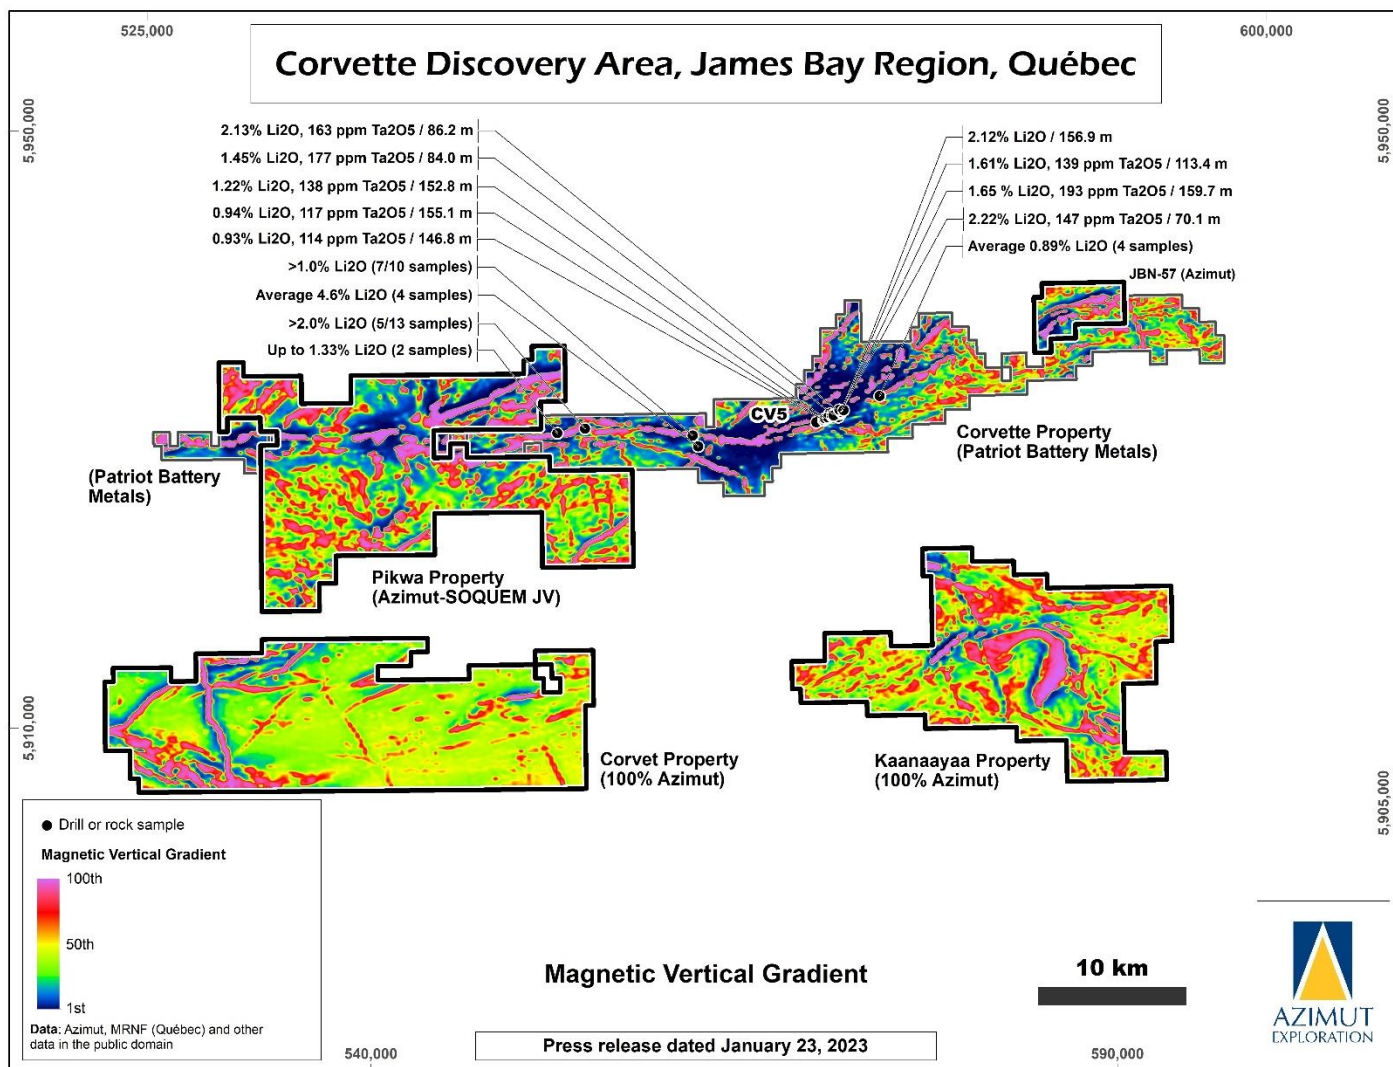 525,000
600,000
Corvette Discovery Area, James Bay Region, Québec
5,950,000
5,950,000
2.13% Li2O, 163 ppm Ta2O5 / 86.2 m
1.45% Li2O, 177 ppm Ta2O5 / 84.0 m
1.22% Li2O, 138 ppm Ta2O5 / 152.8 m
0.94% Li2O, 117 ppm Ta2O5 / 155.1 m
0.93% Li2O, 114 ppm Ta2O5 / 146.8 m
>1.0% Li2O (7/10 samples)
Average 4.6% Li2O (4 samples)
>2.0% Li2O (5/13 samples)
Up to 1.33% Li2O (2 samples)
2.12% Li2O / 156.9 m
1.61% Li2O, 139 ppm Ta2O5 / 113.4 m
1.65 % Li2O, 193 ppm Ta2O5 / 159.7 m
2.22% Li2O, 147 ppm Ta2O5 / 70.1 m
Average 0.89% Li2O (4 samples)
JBN-57 (Azimut)
CV5
Corvette Property
(Patriot Battery Metals)
(Patriot Battery
Metals)
Pikwa Property
(Azimut-SOQUEM JV)
Corvet Property
(100% Azimut)
Kaanaayaa Property
(100% Azimut)
5,910,000
5,905,000
Drill or rock sample
Magnetic Vertical Gradient
100th
50th
1st
Data: Azimut, MRNF (Québec) and other
data in the public domain
Magnetic Vertical Gradient
10 km
AZIMUT
EXPLORATION
Press release dated January 23, 2023
540,000
590,000